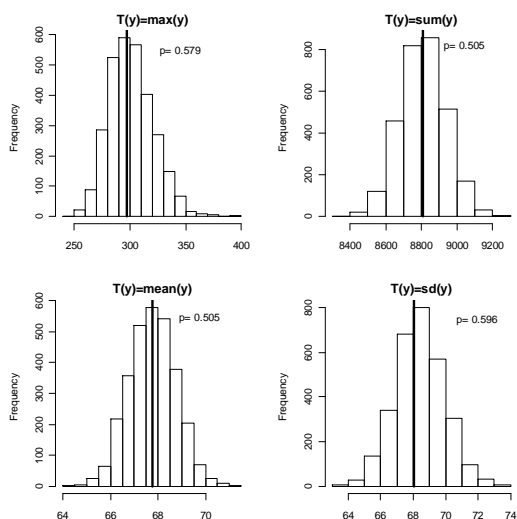 T(y)=max(y)
p= 0.579
Frequency
0 100 200 300 400 500 600
250 300 350 400
T(y)=sum(y)
p= 0.505
Frequency
0 200 400 600 800
8400 8600 8800 9000 9200
T(y)=mean(y)
p= 0.505
Frequency
0 100 200 300 400 500 600
64 66 68 70
T(y)=sd(y)
p= 0.596
Frequency
0 200 400 600 800
64 66 68 70 72 74